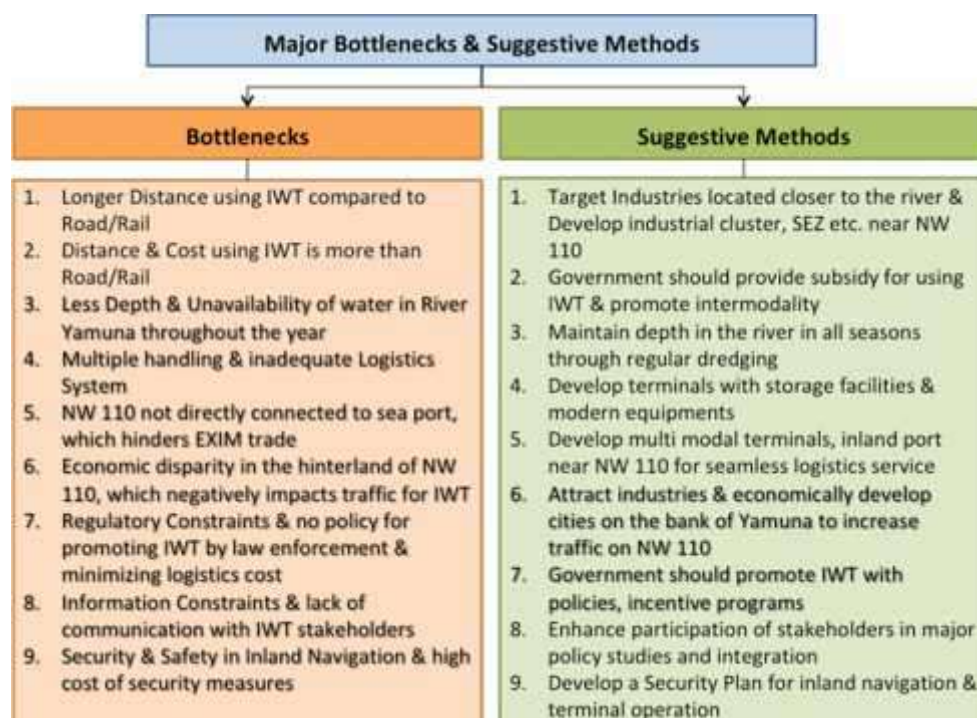 Major Bottlenecks & Suggestive Methods
Bottlenecks
1. Longer Distance using IWT compared to
Road/Rail
2. Distance & Cost using IWT is more than
Road/Rail
3. Less Depth & Unavailability of water in River
Yamuna throughout the year
4. Multiple handling & inadequate Logistics
System
5. NW 110 not directly connected to sea port,
which hinders EXIM trade
6. Economic disparity in the hinterland of NW
110, which negatively impacts traffic for IWT
7. Regulatory Constraints & no policy for
promoting IWT by law enforcement &
minimizing logistics cost
8. Information Constraints & lack of
communication with IWT stakeholders
9. Security & Safety in Inland Navigation & high
cost of security measures
Suggestive Methods
1. Target Industries located closer to the river &
Develop industrial cluster, SEZ etc. near NW
110
2. Government should provide subsidy for using
IWT & promote intermodality
3. Maintain depth in the river in all seasons
through regular dredging
4. Develop terminals with storage facilities &
modern equipments
5. Develop multi modal terminals, inland port
near NW 110 for seamless logistics service
6. Attract industries & economically develop
cities on the bank of Yamuna to increase
traffic on NW 110
7. Government should promote IWT with
policies, incentive programs
8. Enhance participation of stakeholders in major
policy studies and integration
9. Develop a Security Plan for inland navigation &
terminal operation